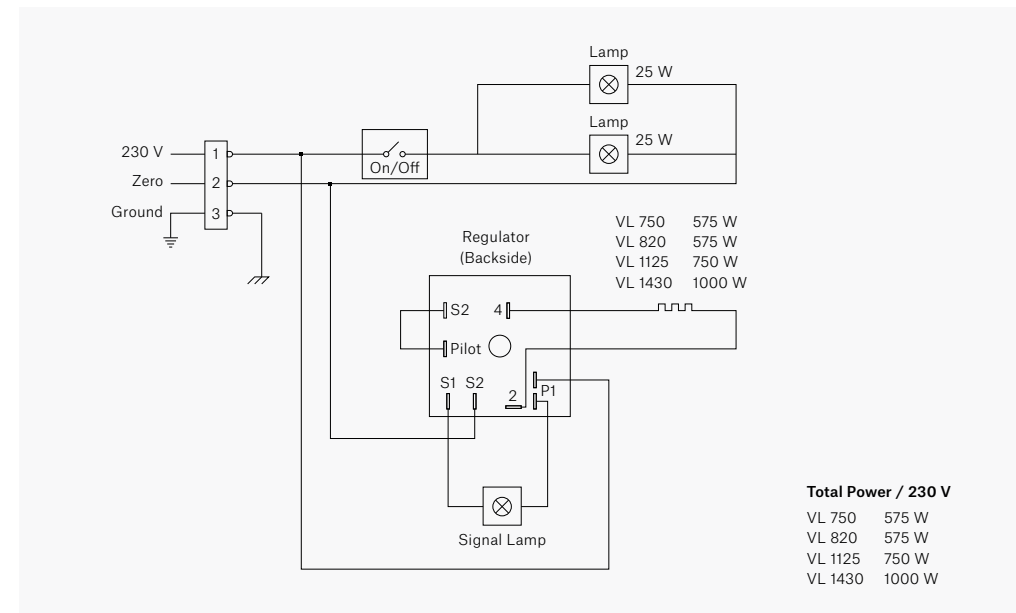 Lamp
25 W
Lamp
25 W
230 V
1
On/Off
Zero
2
Ground
3
VL 750 575 W
VL 820 575 W
VL 1125 750 W
VL 1430 1000 W
Regulator
(Backside)
S2 4
Pilot
S1 S2
2 P1
Signal Lamp
Total Power / 230 V
VL 750 575 W
VL 820 575 W
VL 1125 750 W
VL 1430 1000 W